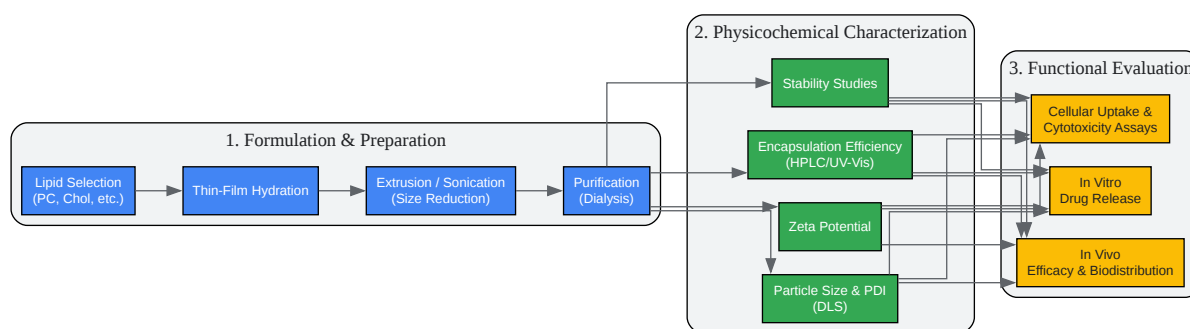 1. Formulation & Preparation
Lipid Selection
(PC, Chol, etc.)
Thin-Film Hydration
Extrusion / Sonication
(Size Reduction)
Purification
(Dialysis)
2. Physicochemical Characterization
Stability Studies
Encapsulation Efficiency
(HPLC/UV-Vis)
Zeta Potential
Particle Size & PDI
(DLS)
3. Functional Evaluation
Cellular Uptake &
Cytotoxicity Assays
In Vitro
Drug Release
In Vivo
Efficacy & Biodistribution